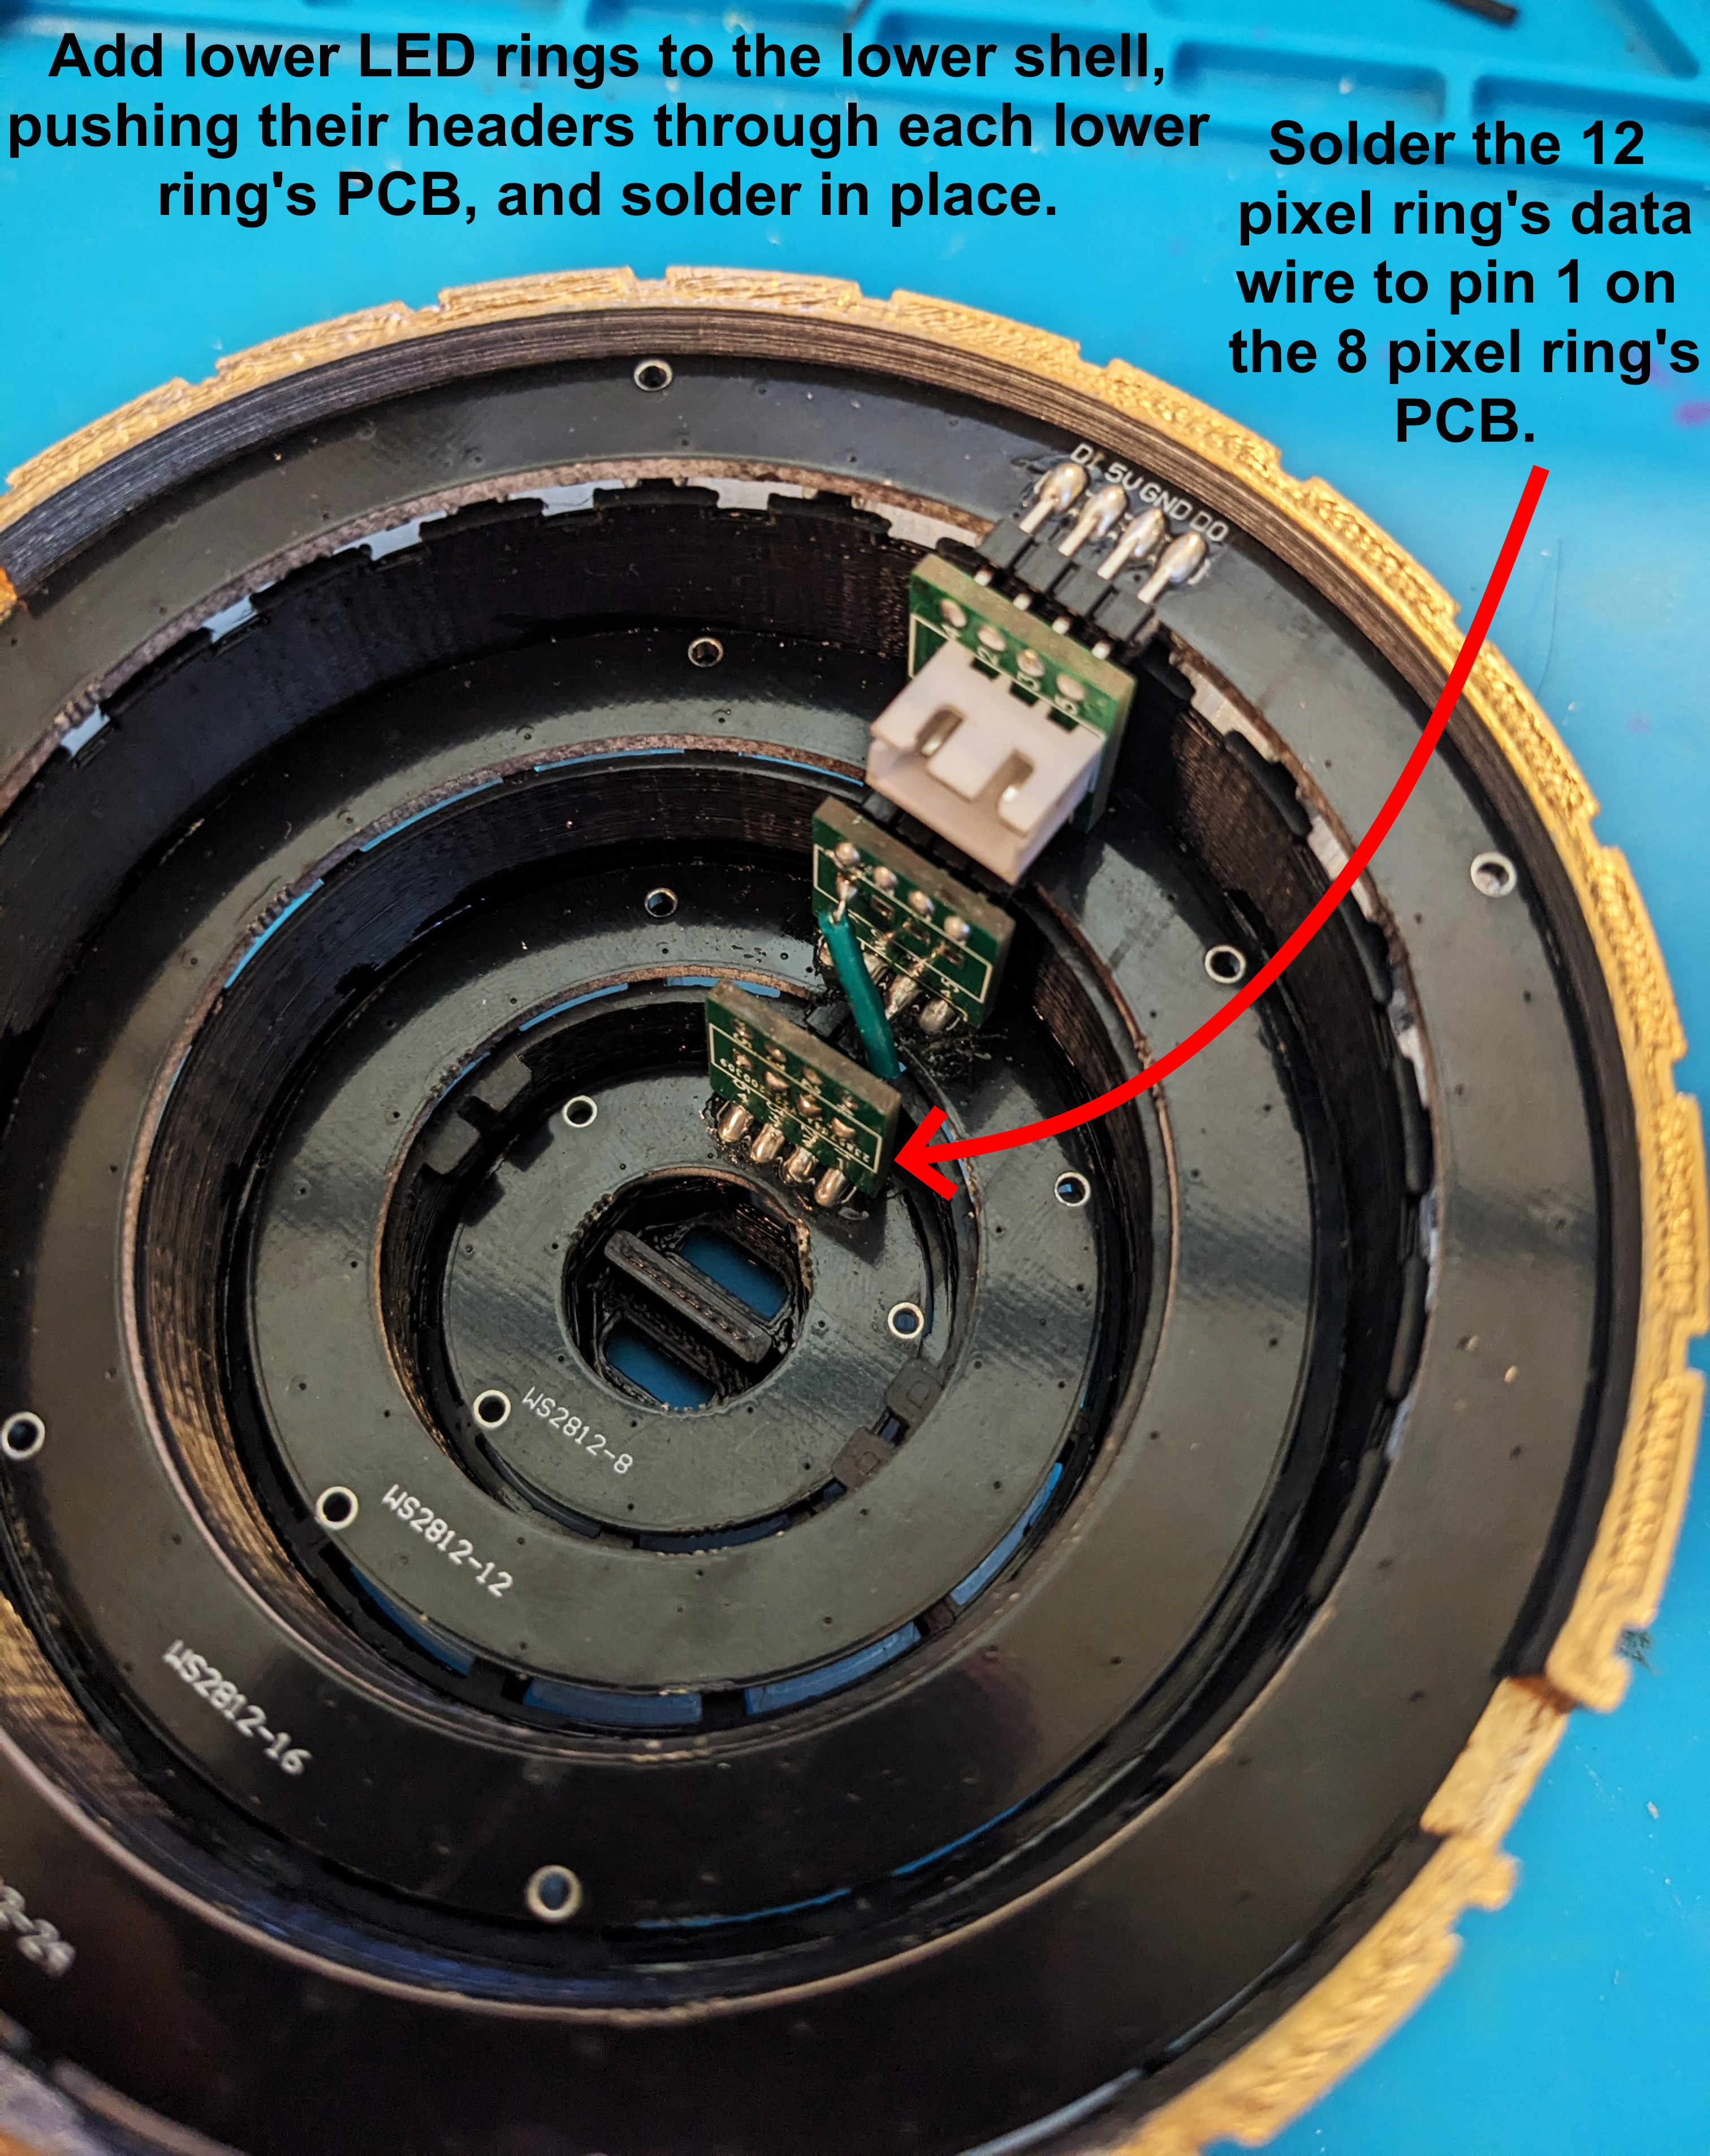 Add lower LED rings to the lower shell,
pushing their headers through each lower
ring's PCB, and solder in place.
Solder the 12
pixel ring's data
wire to pin 1 on
the 8 pixel ring's
PCB.
DI 5V GND DO
WS2812-8
WS2812-12
WS2812-16